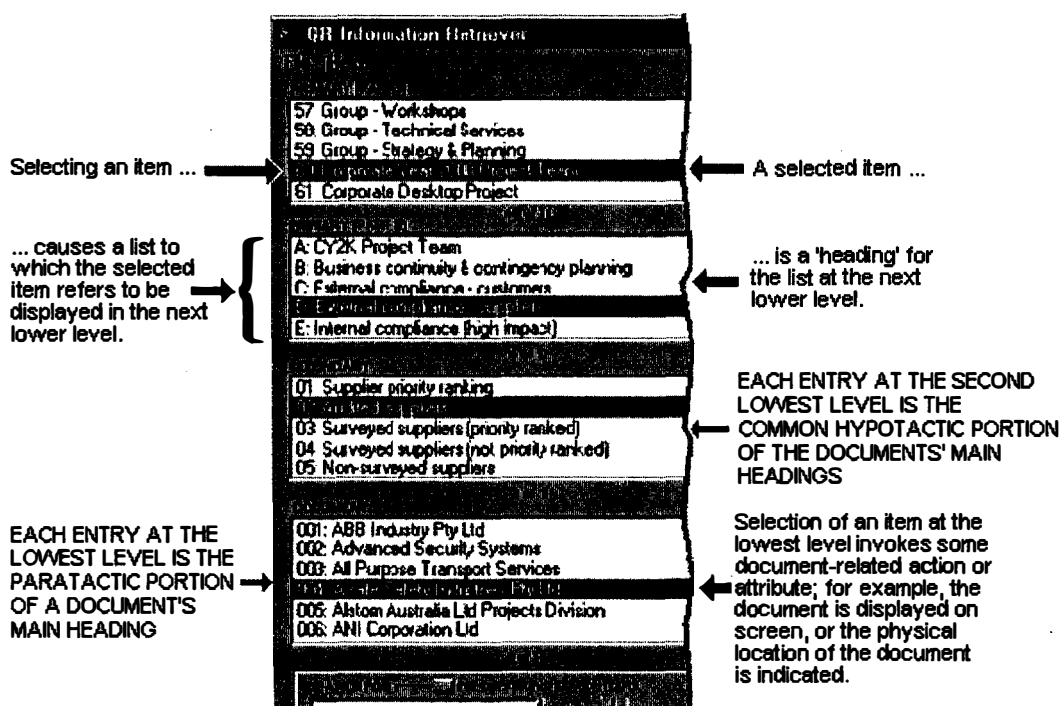 QR Information Retriever
57 Group - Workshops
58: Group - Technical Services
59 Group - Strategy & Planning
61 Corporate Desktop Project
A: CY2K Project Team
B: Business continuity & contingency planning
C: External compliance - customers
E: Internal compliance (high impact)
01 Supplier priority ranking
03 Surveyed suppliers (priority ranked)
04 Surveyed suppliers (not priority ranked)
05 Non-surveyed suppliers
001: ABB Industry Pty Ltd
002: Advanced Security Systems
003: All Purpose Transport Services
005: Alstom Australia Ltd Projects Division
006: ANI Corporation Ltd
Selecting an item ...
... causes a list to
which the selected
item refers to be
displayed in the next
lower level.
EACH ENTRY AT THE
LOWEST LEVEL IS THE
PARATACTIC PORTION
OF A DOCUMENT'S
MAIN HEADING
A selected item ...
... is a 'heading' for
the list at the next
lower level.
EACH ENTRY AT THE SECOND
LOWEST LEVEL IS THE
COMMON HYPOTACTIC PORTION
OF THE DOCUMENTS' MAIN
HEADINGS
Selection of an item at the
lowest level invokes some
document-related action or
attribute; for example, the
document is displayed on
screen, or the physical
location of the document
is indicated.